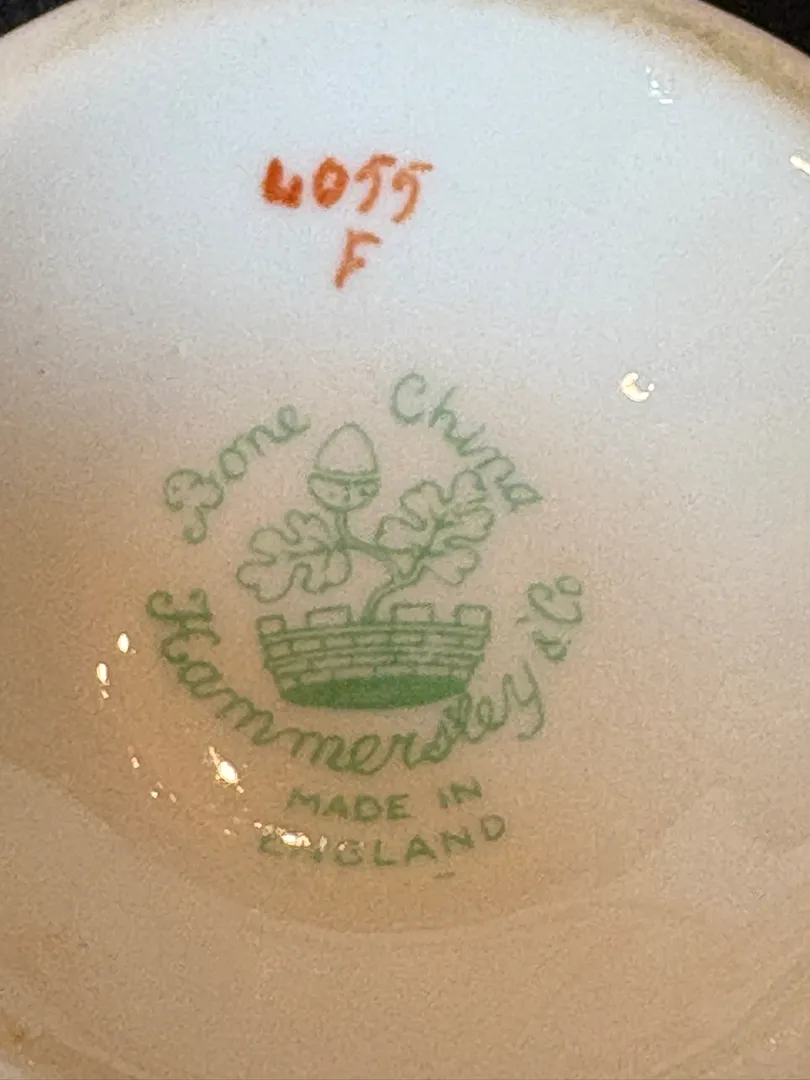 4055
F
Bone China
Hammersley & Co
MADE IN
ENGLAND